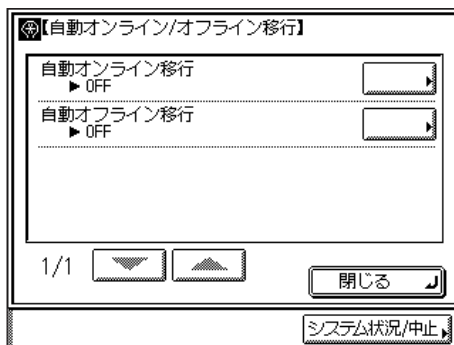 【自動オンライン/オフライン移行】
自動オンライン移行
▶ OFF
自動オフライン移行
▶ OFF
1/1
閉じる
システム状況/中止